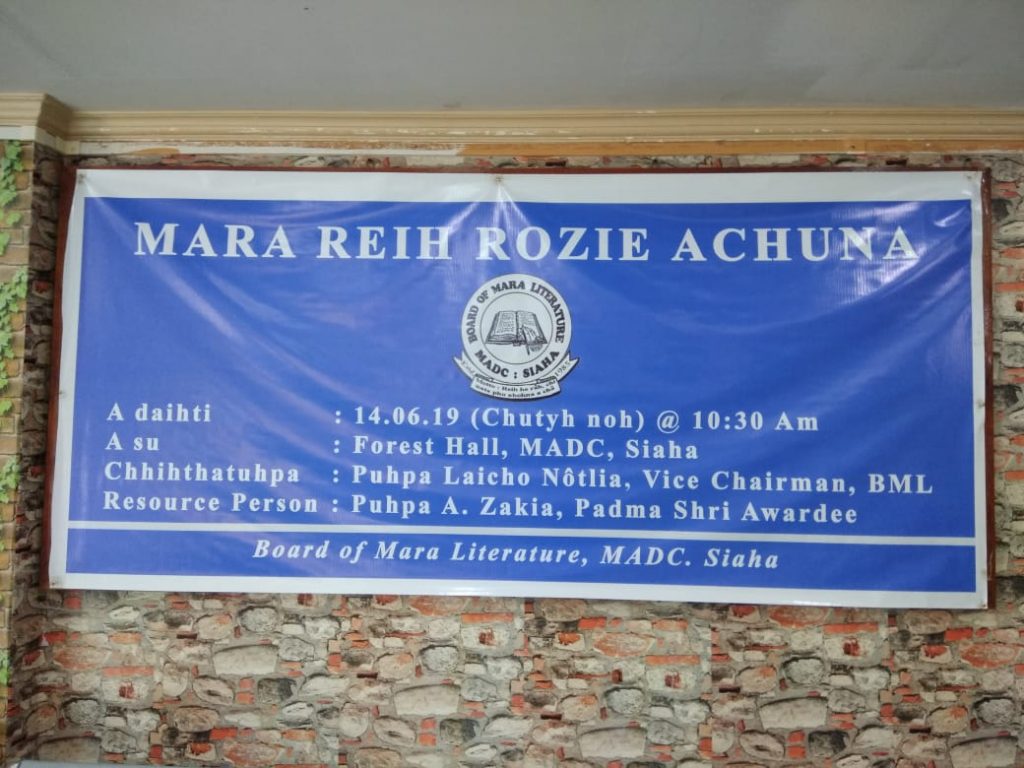 MARA REIH ROZIE ACHUNA
BOARD OF MARA LITERATURE
MADC : SIAHA
A daihti : 14.06.19 (Chutyh noh) @ 10:30 Am
A su : Forest Hall, MADC, Siaha
Chhihthatuhpa : Puhpa Laicho Nôtlia, Vice Chairman, BML
Resource Person : Puhpa A. Zakia, Padma Shri Awardee
Board of Mara Literature, MADC. Siaha